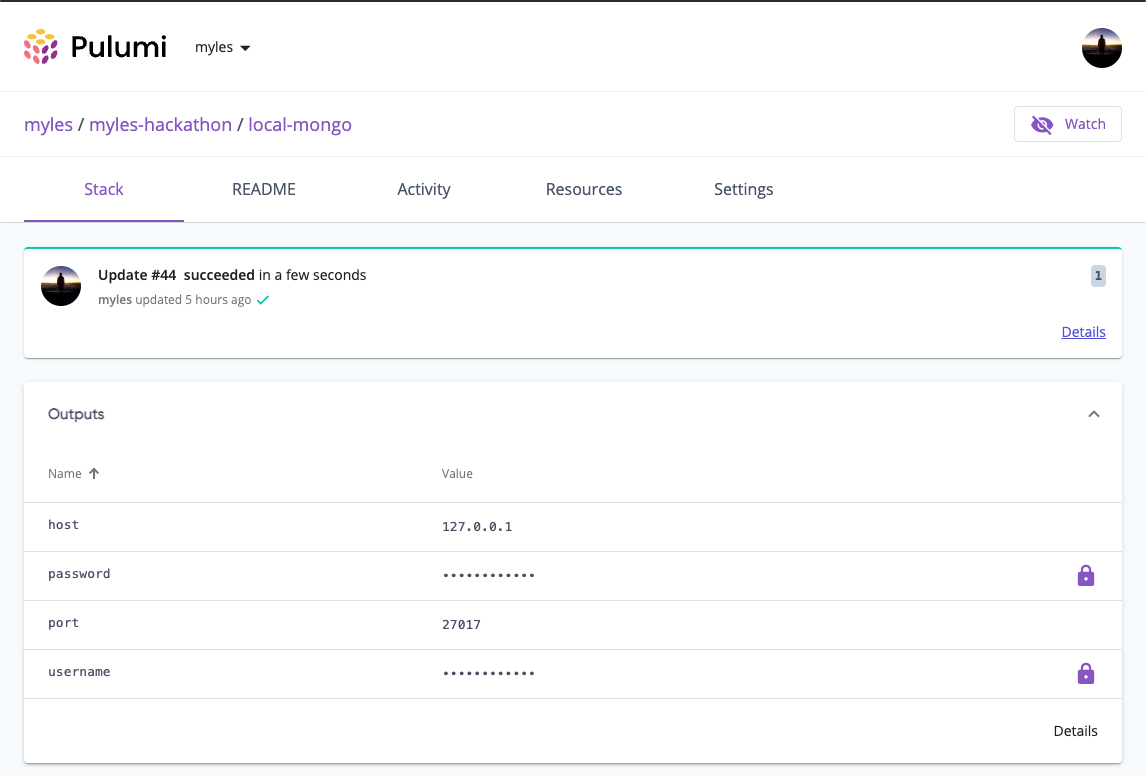 Pulumi myles
myles / myles-hackathon / local-mongo
Watch
Stack README Activity Resources Settings
Update #44 succeeded in a few seconds
1
myles updated 5 hours ago
Details
Outputs
Name Value
host 127.0.0.1
password ••••••••••••
port 27017
username ••••••••••••
Details